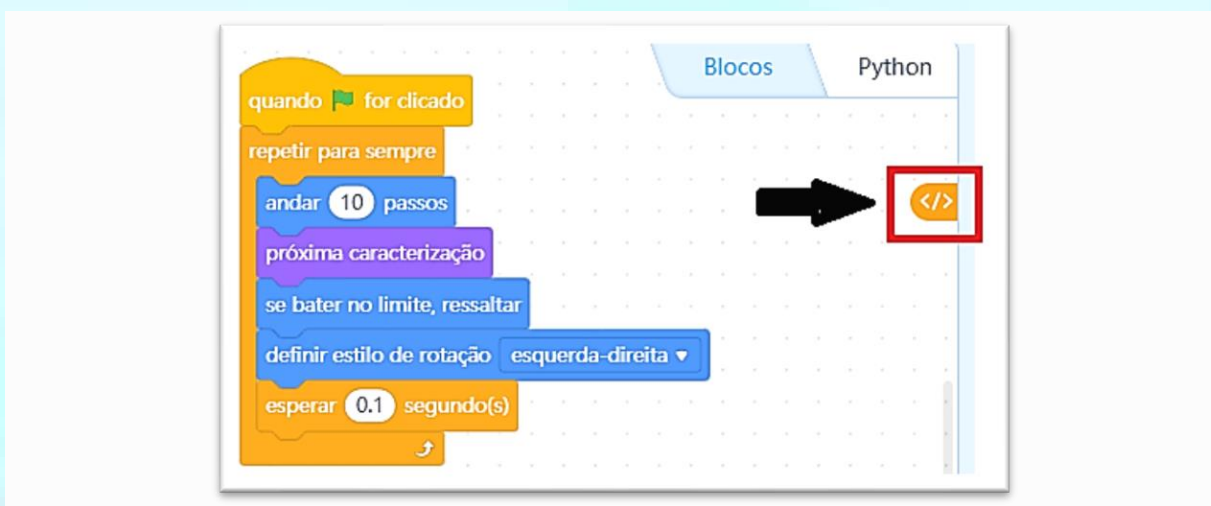 Blocos Python
quando for clicado
repetir para sempre
</>
andar 10 passos
próxima caracterização
se bater no limite, ressaltar
definir estilo de rotação esquerda-direita
esperar 0.1 segundo(s)